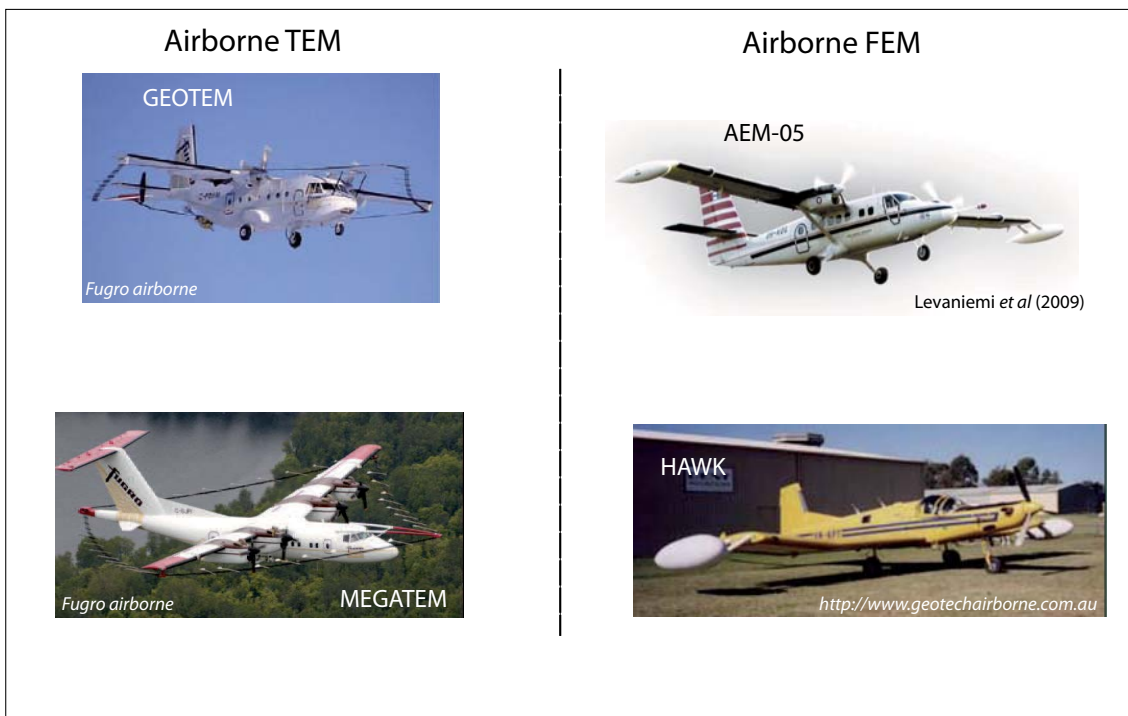 Airborne TEM
Airborne FEM
GEOTEM
Fugro airborne
AEM-05
Levaniemi et al (2009)
FUGRO
Fugro airborne
MEGATEM
HAWK
http://www.geotechairborne.com.au